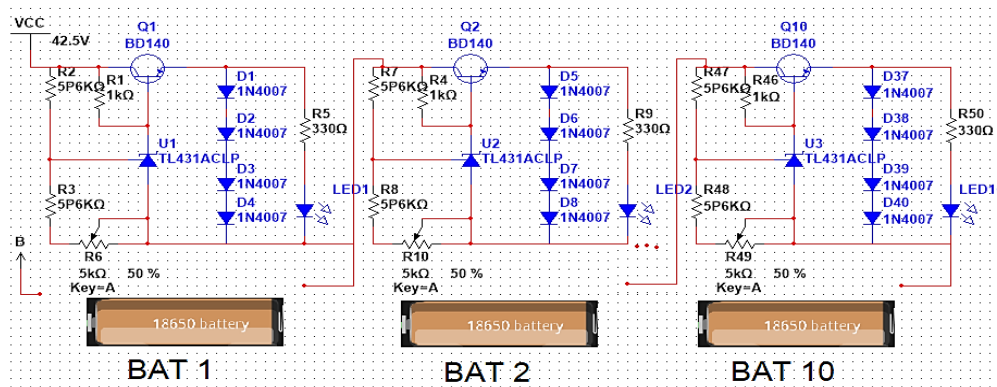 VCC
42.5V
Q1
BD140
R2
5P6KΩ
R1
1kΩ
D1
1N4007
D2
1N4007
D3
1N4007
D4
1N4007
R5
330Ω
U1
TL431ACLP
LED1
R3
5P6KΩ
B
R6
5kΩ 50 %
Key=A
18650 battery
BAT 1
Q2
BD140
R7
5P6KΩ
R4
1kΩ
D5
1N4007
D6
1N4007
D7
1N4007
D8
1N4007
R9
330Ω
U2
TL431ACLP
LED2
R8
5P6KΩ
R10
5kΩ 50 %
Key=A
18650 battery
BAT 2
Q10
BD140
R47
5P6KΩ
R46
1kΩ
D37
1N4007
D38
1N4007
D39
1N4007
D40
1N4007
R50
330Ω
U3
TL431ACLP
LED1
R48
5P6KΩ
R49
5kΩ 50 %
Key=A
18650 battery
BAT 10